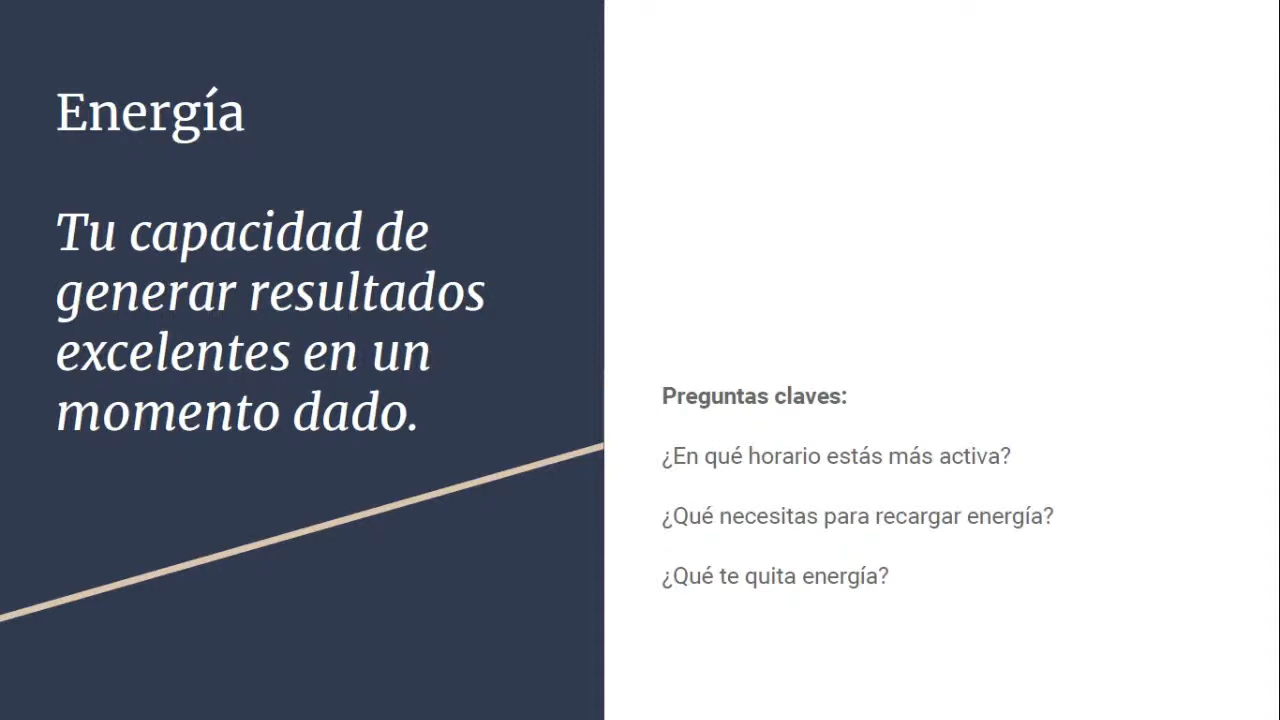 Energía
Tu capacidad de
generar resultados
excelentes en un
momento dado.
Preguntas claves:
¿En qué horario estás más activa?
¿Qué necesitas para recargar energía?
¿Qué te quita energía?